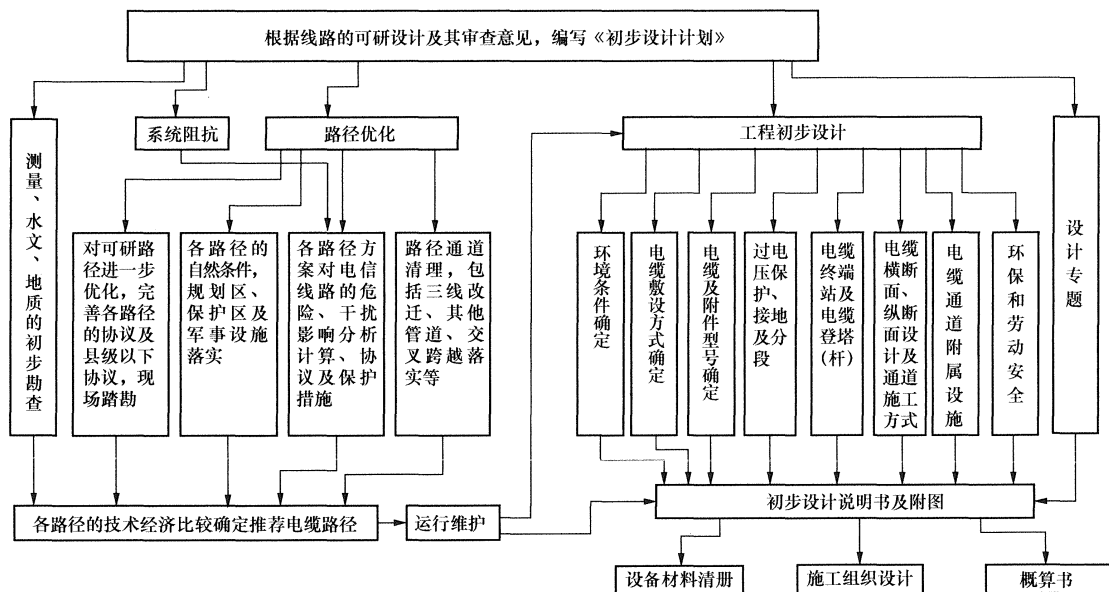 根据线路的可研设计及其审查意见，编写《初步设计计划》
系统阻抗
路径优化
工程初步设计
测量、水文、地质的初步勘查
对可研路
径进一步
优化，完
善各路径
的协议及
县级以下
协议，现
场踏勘
各路径的
自然条件，
规划区、
保护区及
军事设施
落实
各路径方
案对电信
线路的危
险、干扰
影响分析
计算、协
议及保护
措施
路径通道
清理，包
括三线改
迁、其他
管道、交
叉跨越落
实等
环境条件确定
电缆敷设方式确定
电缆及附件型号确定
过电
压保
护、
接地
及分
段
电缆
终端
站及
电缆
登塔
（杆）
电缆
横断
面、
纵断
面设
计及
通道
施工
方式
电缆通道附属设施
环保和劳动安全
设计专题
各路径的技术经济比较确定推荐电缆路径
运行维护
初步设计说明书及附图
设备材料清册
施工组织设计
概算书